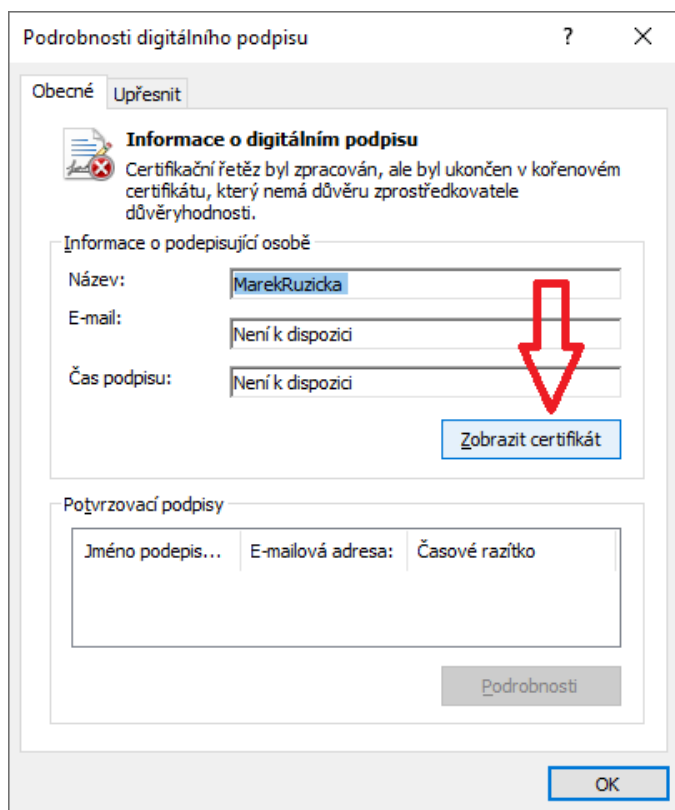 Podrobnosti digitálního podpisu
?
Obecné
Upřesnit
Informace o digitálním podpisu
Certifikační řetěz byl zpracován, ale byl ukončen v kořenovém
certifikátu, který nemá důvěru zprostředkovatele
důvěryhodnosti.
Informace o podepisující osobě
Název:
MarekRuzicka
E-mail:
Není k dispozici
Čas podpisu:
Není k dispozici
Zobrazit certifikát
Potvrzovací podpisy
Jméno podepis...
E-mailová adresa:
Časové razítko
Podrobnosti
OK